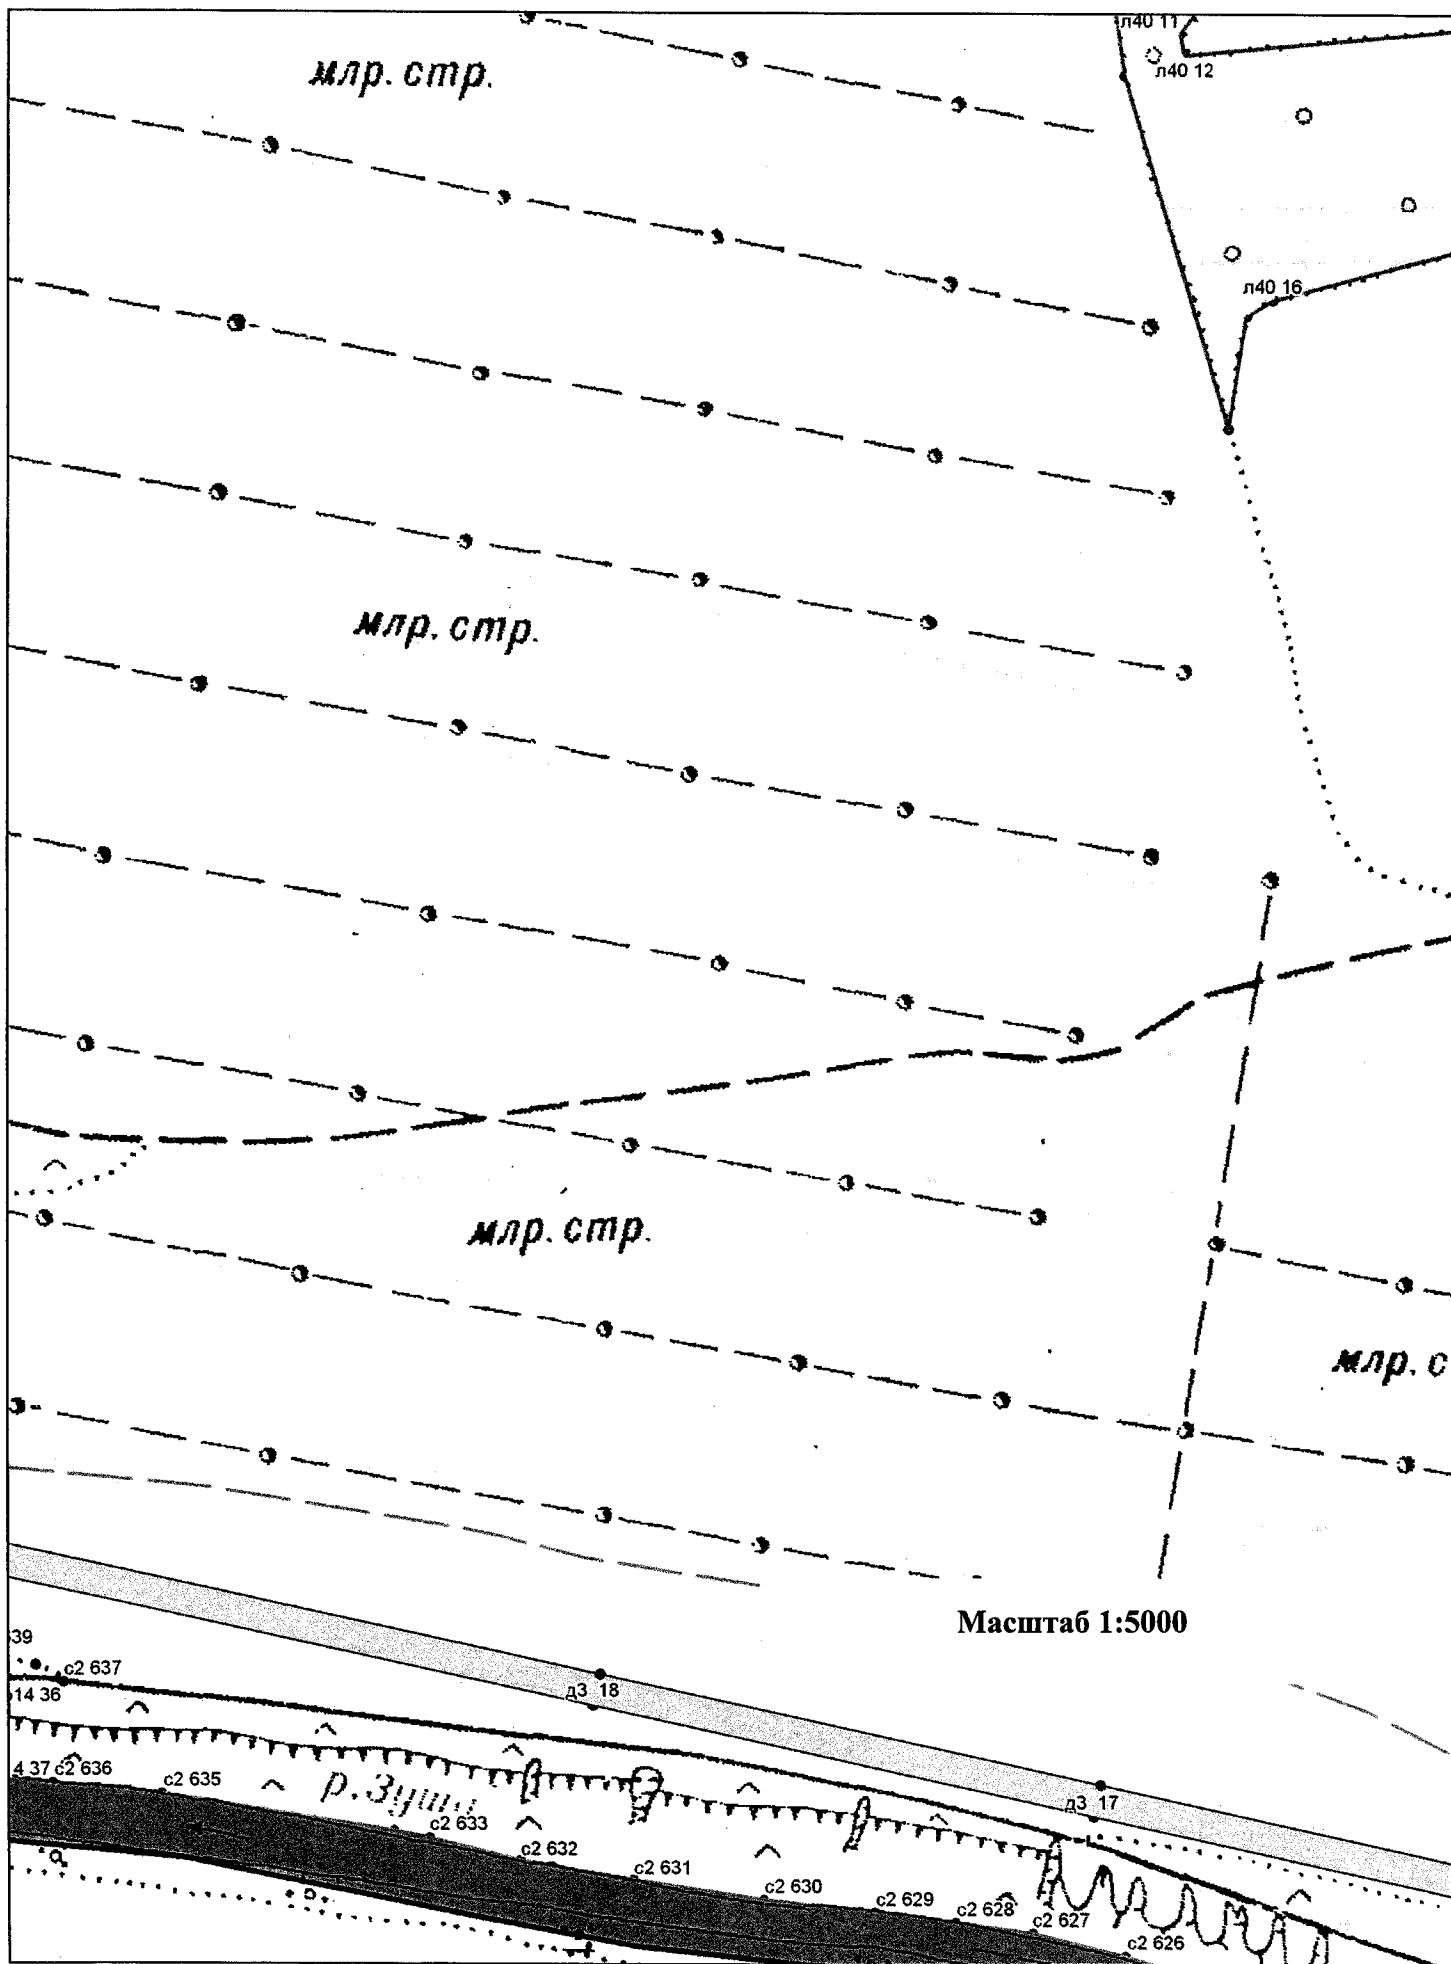 л40 11
млр. стр.
л40 12
л40 16
млр. стр.
млр. стр.
млр. с
Масштаб 1:5000
с2 637
14 36
д3 18
4 37 с2 636
с2 635
р. Зуша
д3 17
с2 633
с2 632
с2 631
с2 630
с2 629
с2 628
с2 627
с2 626